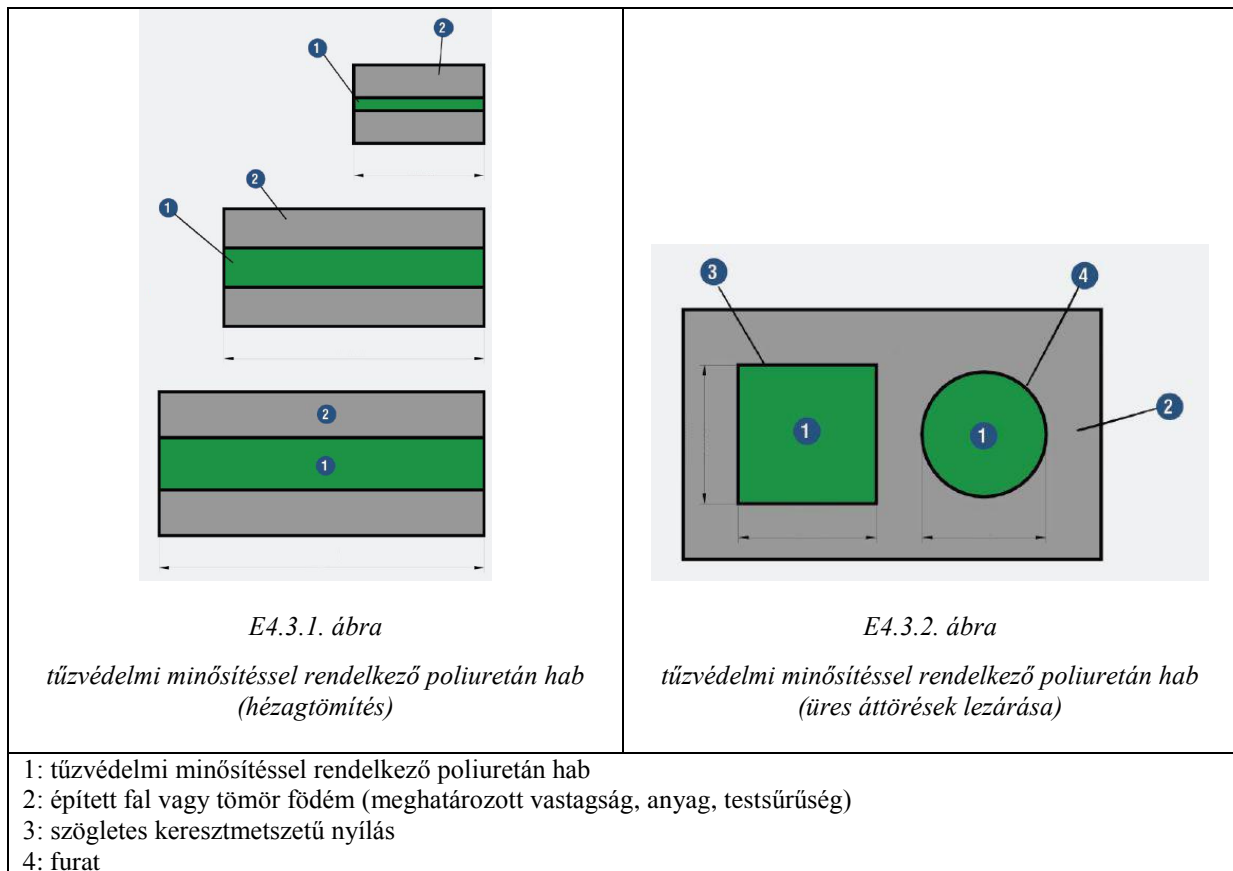 2
1
2
1
2
1
E4.3.1. ábra
tűzvédelmi minősítéssel rendelkező poliuretán hab
(hézagtömítés)
3
4
1
1
2
E4.3.2. ábra
tűzvédelmi minősítéssel rendelkező poliuretán hab
(üres áttörések lezárása)
1: tűzvédelmi minősítéssel rendelkező poliuretán hab
2: épített fal vagy tömör födém (meghatározott vastagság, anyag, testsűrűség)
3: szögletes keresztmetszetű nyílás
4: furat